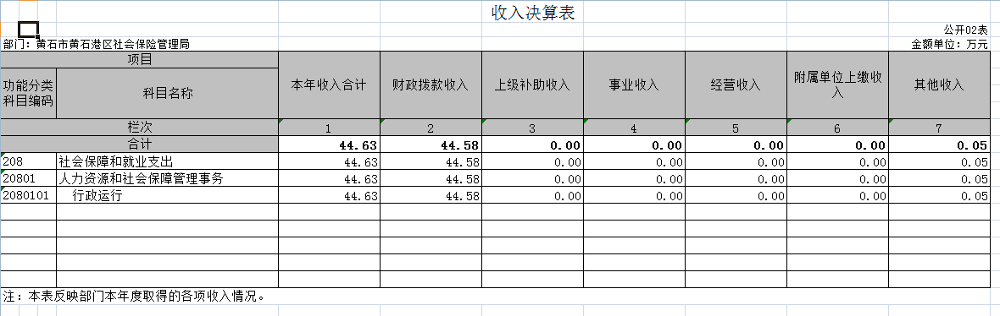 收入决算表
公开02表
部门：黄石市黄石港区社会保险管理局 金额单位：万元
项目 本年收入合计 财政拨款收入 上级补助收入 事业收入 经营收入 附属单位上缴收入 其他收入
功能分类科目编码 科目名称
栏次 1 2 3 4 5 6 7
合计 44.63 44.58 0.00 0.00 0.00 0.00 0.05
208 社会保障和就业支出 44.63 44.58 0.00 0.00 0.00 0.00 0.05
20801 人力资源和社会保障管理事务 44.63 44.58 0.00 0.00 0.00 0.00 0.05
2080101 行政运行 44.63 44.58 0.00 0.00 0.00 0.00 0.05
注：本表反映部门本年度取得的各项收入情况。